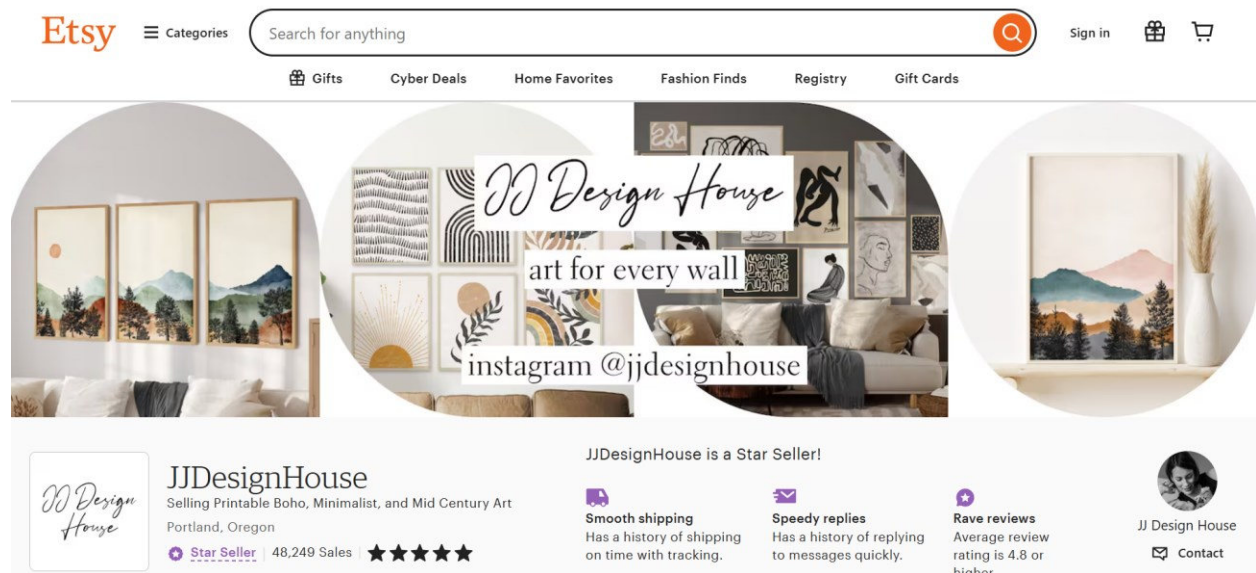 Etsy
Categories
Search for anything
Sign in
Gifts
Cyber Deals
Home Favorites
Fashion Finds
Registry
Gift Cards
JJ Design House
art for every wall
instagram @jjdesignhouse
JJ Design
House
JJDesignHouse
Selling Printable Boho, Minimalist, and Mid Century Art
Portland, Oregon
Star Seller
48,249 Sales
JJDesignHouse is a Star Seller!
Smooth shipping
Has a history of shipping
on time with tracking.
Speedy replies
Has a history of replying
to messages quickly.
Rave reviews
Average review
rating is 4.8 or
higher
JJ Design House
Contact